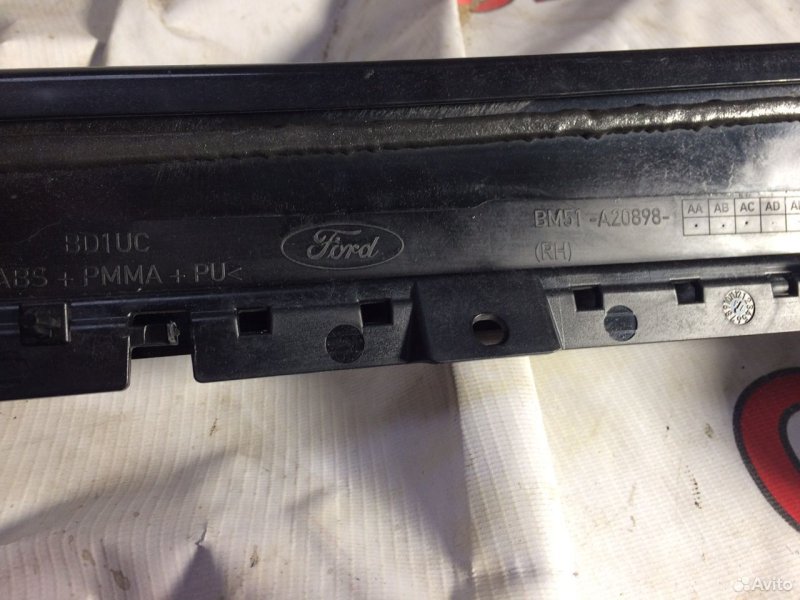 8D1UC
ABS + PMMA + PU<
Ford
BM51 -A20898-
(RH)
AA AB AC AD
Avito